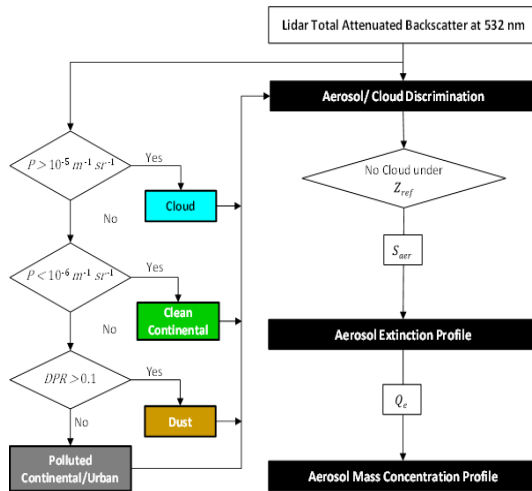 Lidar Total Attenuated Backscatter at 532 nm
Aerosol/ Cloud Discrimination
P > 10⁻⁵ m⁻¹ sr⁻¹
Yes
No Cloud under
Z_ref
Cloud
No
S_aer
P < 10⁻⁶ m⁻¹ sr⁻¹
Yes
Clean
Continental
No
Aerosol Extinction Profile
DPR > 0.1
Yes
Q_e
Dust
No
Polluted
Continental/Urban
Aerosol Mass Concentration Profile